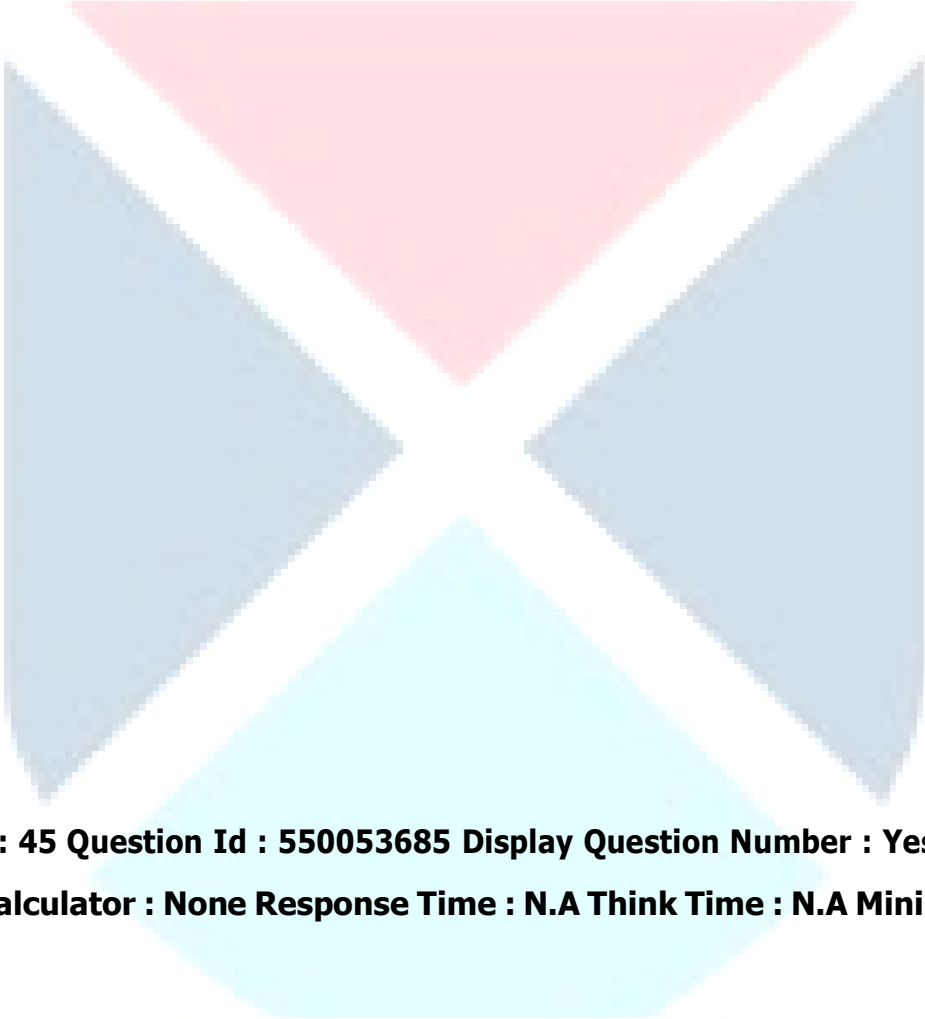 : 45 Question Id : 550053685 Display Question Number : Yes
alculator : None Response Time : N.A Think Time : N.A Mini